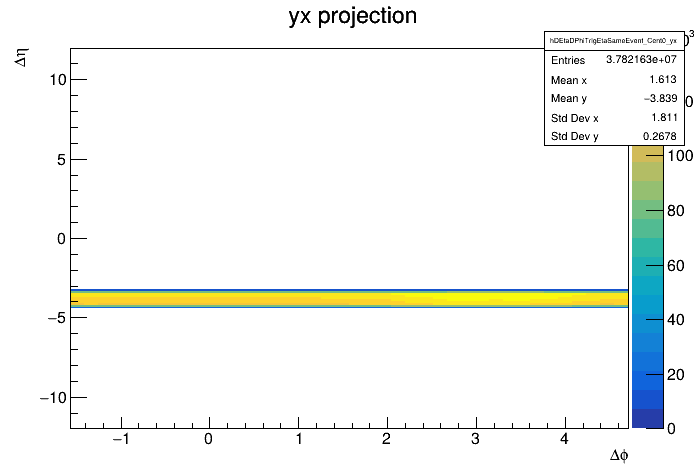 yx projection
hDEtaDPhiTrigEtaSameEvent_Cent0_yx
Entries 3.782163e+07
Mean x 1.613
Mean y −3.839
Std Dev x 1.811
Std Dev y 0.2678
Δη
10
5
0
−5
−10
−1 0 1 2 3 4
Δϕ
100
80
60
40
20
0